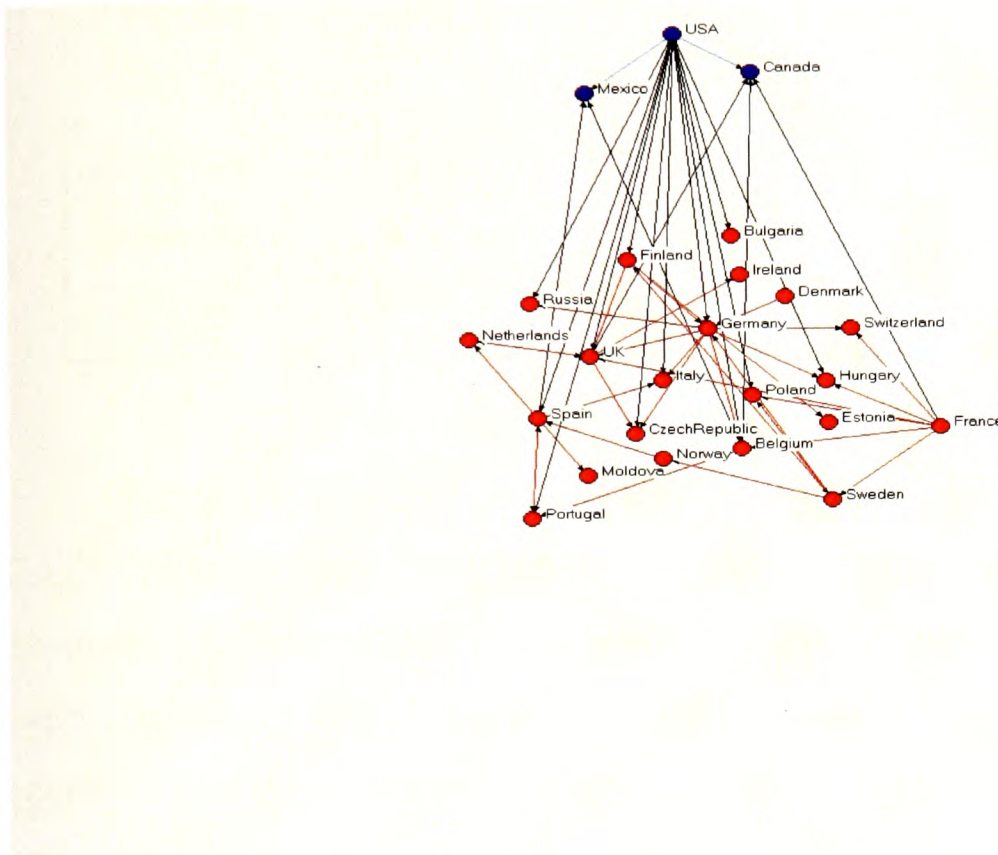 USA
Canada
Mexico
Bulgaria
Finland
Ireland
Denmark
Russia
Germany
Switzerland
Netherlands
UK
Italy
Hungary
Poland
Spain
Estonia
France
CzechRepublic
Belgium
Norway
Moldova
Sweden
Portugal